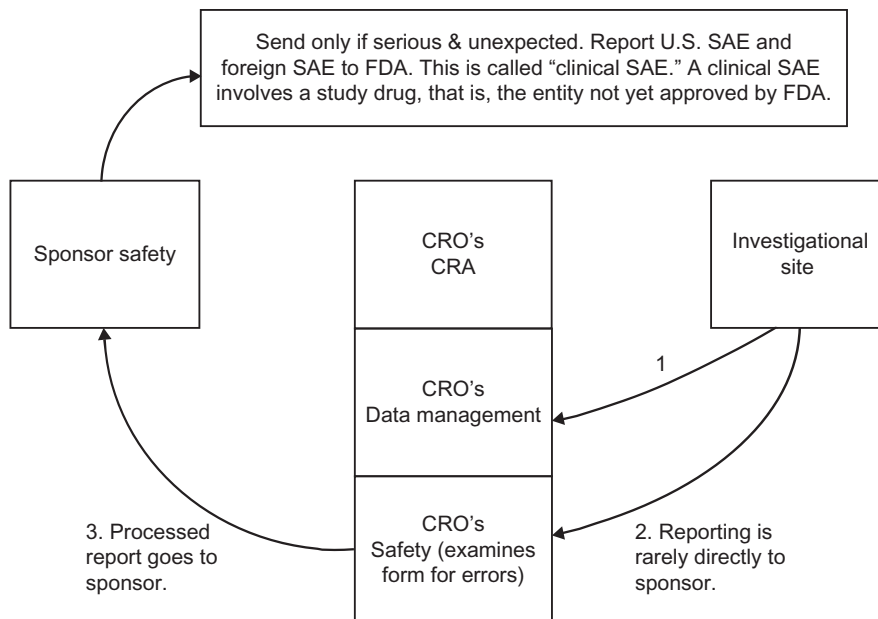 Send only if serious & unexpected. Report U.S. SAE and
foreign SAE to FDA. This is called “clinical SAE.” A clinical SAE
involves a study drug, that is, the entity not yet approved by FDA.
Sponsor safety
CRO’s
CRA
Investigational
site
1
CRO’s
Data management
CRO’s
Safety (examines
form for errors)
3. Processed
report goes to
sponsor.
2. Reporting is
rarely directly to
sponsor.